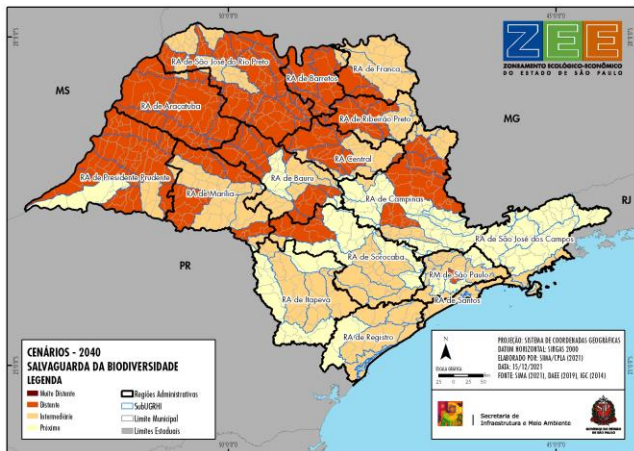 ZEE
ZONEAMENTO ECOLÓGICO-ECONÔMICO
DO ESTADO DE SÃO PAULO
MS
MG
RJ
PR
RA de São José do Rio Preto
RA de Barretos
RA de Franca
RA de Araçatuba
RA de Ribeirão Preto
RA Central
RA de Presidente Prudente
RA de Bauru
RA de Marília
RA de Campinas
RA de São José dos Campos
RA de Sorocaba
RM de São Paulo
RA de Itapeva
RA de Santos
RA de Registro
CENÁRIOS - 2040
SALVAGUARDA DA BIODIVERSIDADE
LEGENDA
Muito Distante
Distante
Intermediário
Próximo
Regiões Administrativas
SubUGRHI
Limite Municipal
Limites Estaduais
N
ESCALA GRÁFICA
25 0 25 50
km
PROJEÇÃO: SISTEMA DE COORDENADAS GEOGRÁFICAS
DATUM HORIZONTAL: SIRGAS 2000
ELABORADO POR: SIMA/CPLA (2021)
DATA: 15/12/2021
FONTE: SIMA (2021), DAEE (2019), IGC (2014)
Secretaria de
Infraestrutura e Meio Ambiente